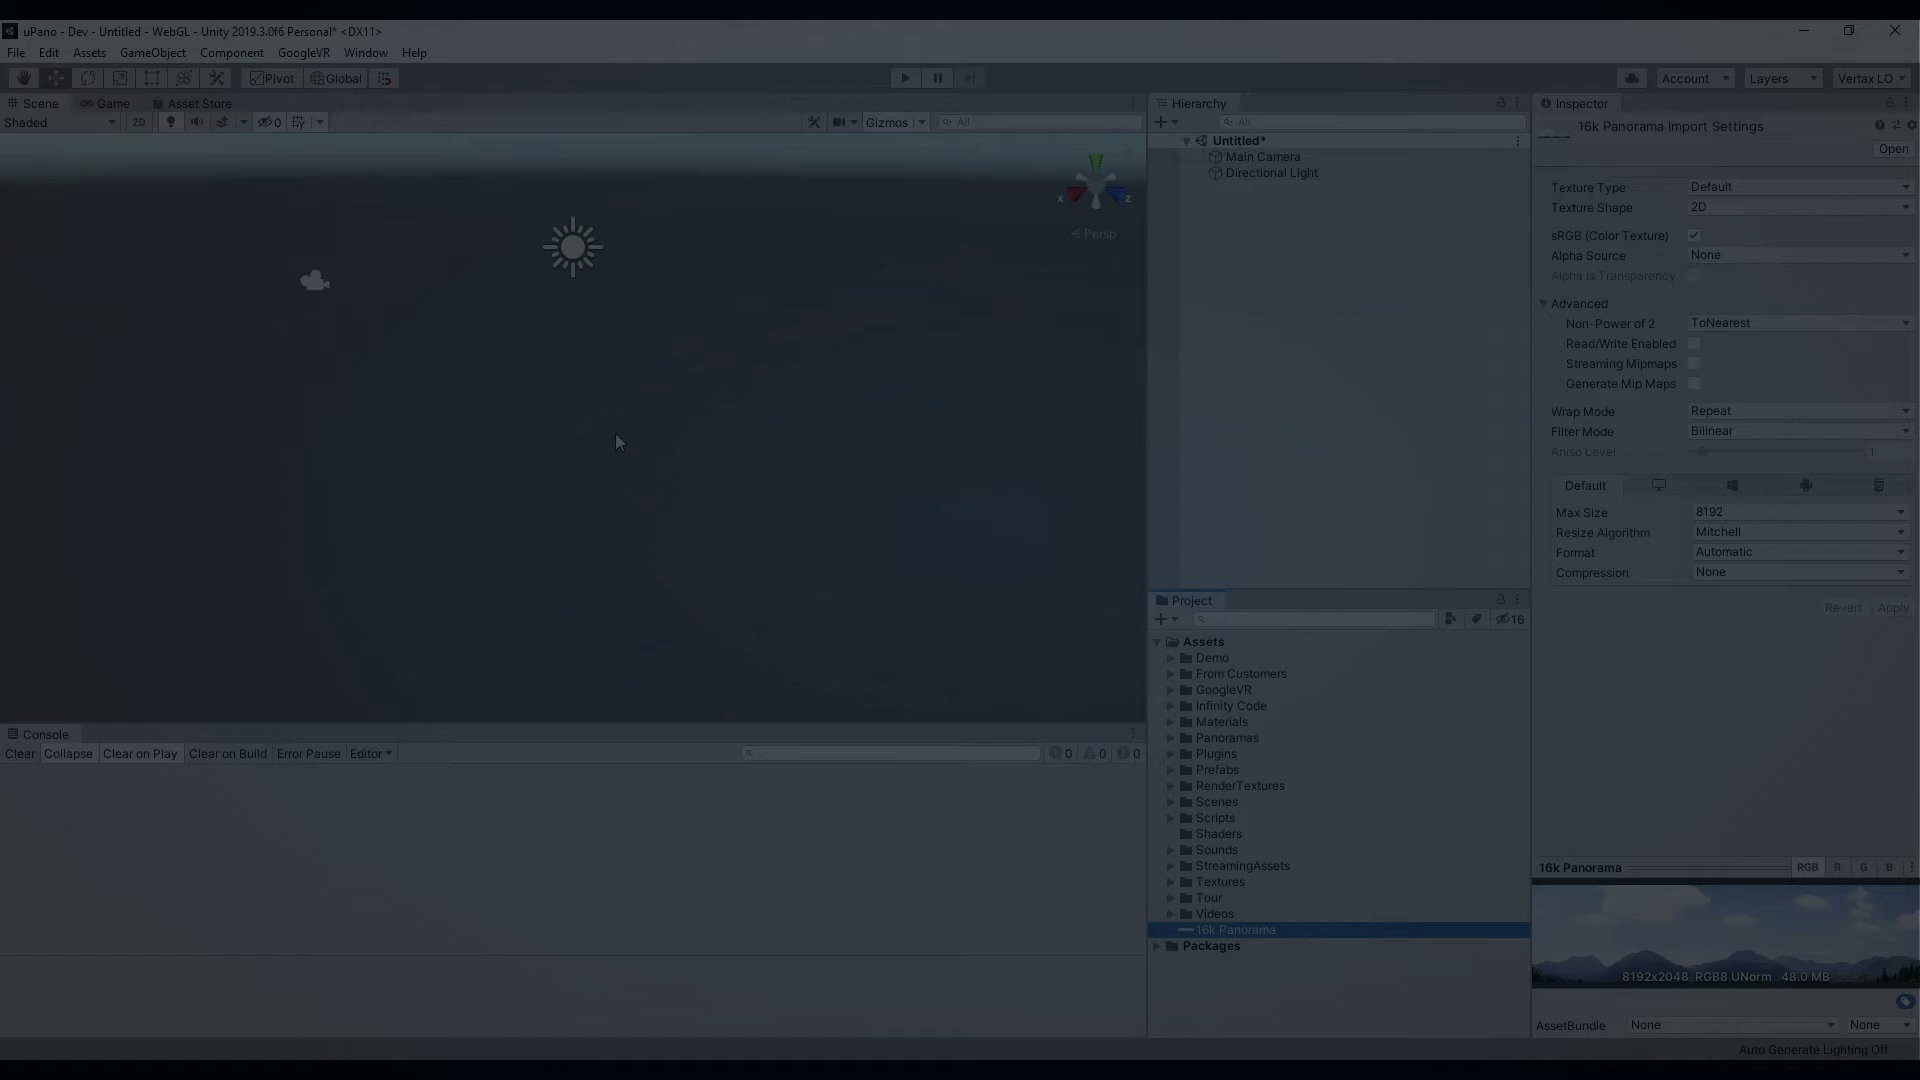 uPano - Dev - Untitled - WebGL - Unity 2019.3.0f6 Personal* <DX11>
File Edit Assets GameObject Component GoogleVR Window Help
Pivot Global Account Layers Vertax LO
Scene Game Asset Store
Shaded 2D 0 Gizmos All
x z
Persp
Console
Clear Collapse Clear on Play Clear on Build Error Pause Editor 0 0 0
Hierarchy
All
Untitled*
Main Camera
Directional Light
Project
16
Assets
Demo
From Customers
GoogleVR
Infinity Code
Materials
Panoramas
Plugins
Prefabs
RenderTextures
Scenes
Scripts
Shaders
Sounds
StreamingAssets
Textures
Tour
Videos
16k Panorama
Packages
Inspector
16k Panorama Import Settings
Open
Texture Type Default
Texture Shape 2D
sRGB (Color Texture)
Alpha Source None
Alpha Is Transparency
Advanced
Non-Power of 2 ToNearest
Read/Write Enabled
Streaming Mipmaps
Generate Mip Maps
Wrap Mode Repeat
Filter Mode Bilinear
Aniso Level 1
Default
Max Size 8192
Resize Algorithm Mitchell
Format Automatic
Compression None
Revert Apply
16k Panorama RGB R G B
8192x2048 RGB8 UNorm 48.0 MB
AssetBundle None None
Auto Generate Lighting Off